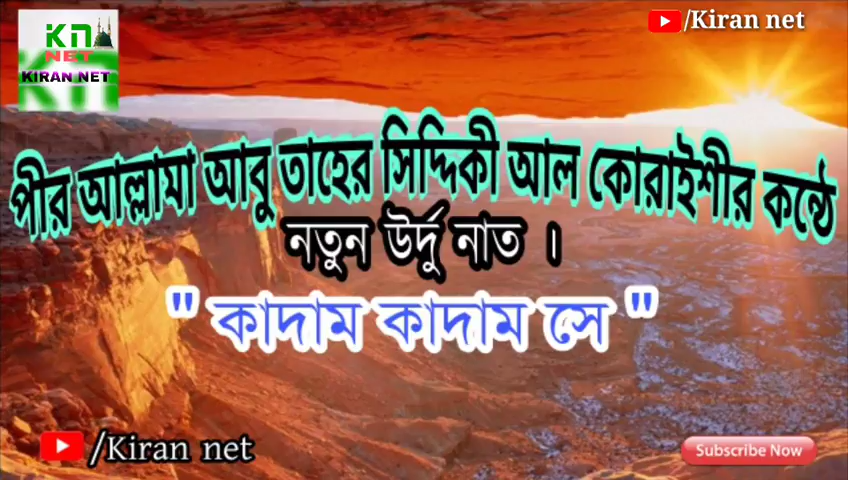 KN
NET
KIRAN NET
/Kiran net
পীর আল্লামা আবু তাহের সিদ্দিকী আল কোরাইশীর কন্ঠে
নতুন উর্দু নাত ।
" কাদাম কাদাম সে "
/Kiran net
Subscribe Now